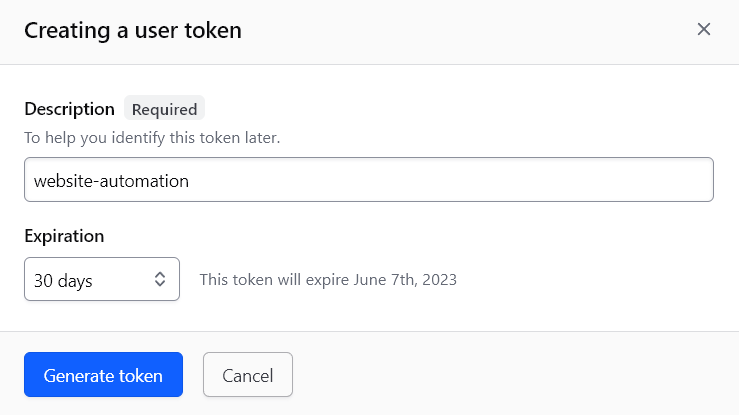 Creating a user token
Description Required
To help you identify this token later.
website-automation
Expiration
30 days This token will expire June 7th, 2023
Generate token Cancel